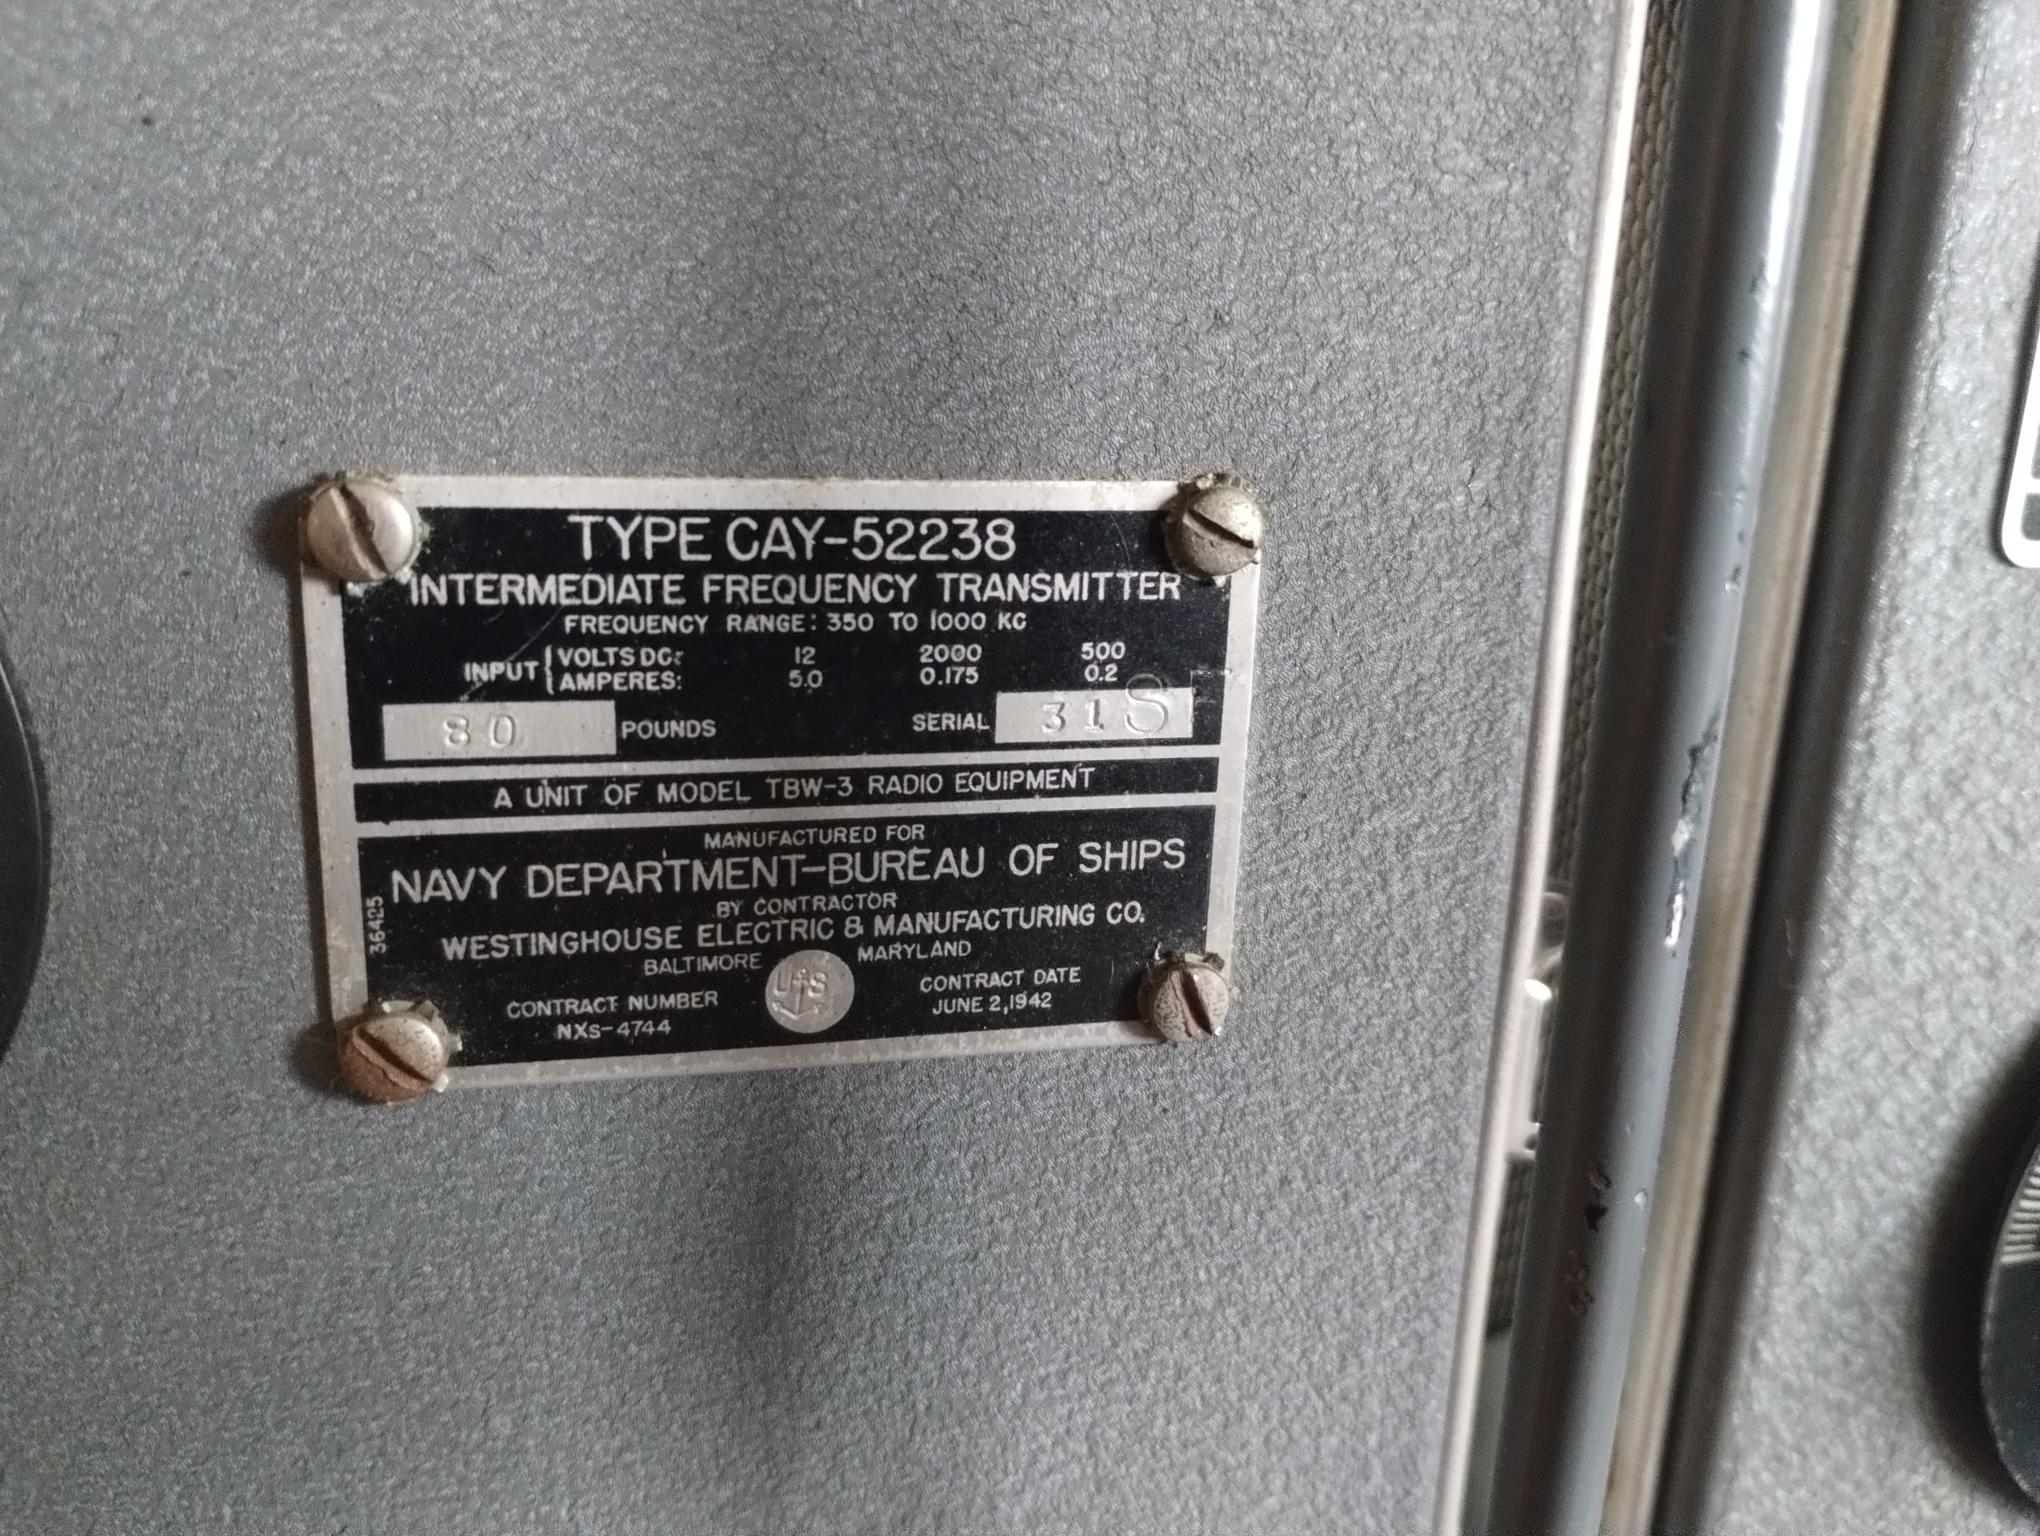 TYPE CAY-52238
INTERMEDIATE FREQUENCY TRANSMITTER
FREQUENCY RANGE: 350 TO 1000 KC
INPUT { VOLTS DC: 12 2000 500
AMPERES: 5.0 0.175 0.2
80 POUNDS SERIAL 31S
A UNIT OF MODEL TBW-3 RADIO EQUIPMENT
MANUFACTURED FOR
NAVY DEPARTMENT-BUREAU OF SHIPS
BY CONTRACTOR
WESTINGHOUSE ELECTRIC & MANUFACTURING CO.
BALTIMORE MARYLAND
CONTRACT NUMBER
NXS-4744
US
CONTRACT DATE
JUNE 2,1942
36425